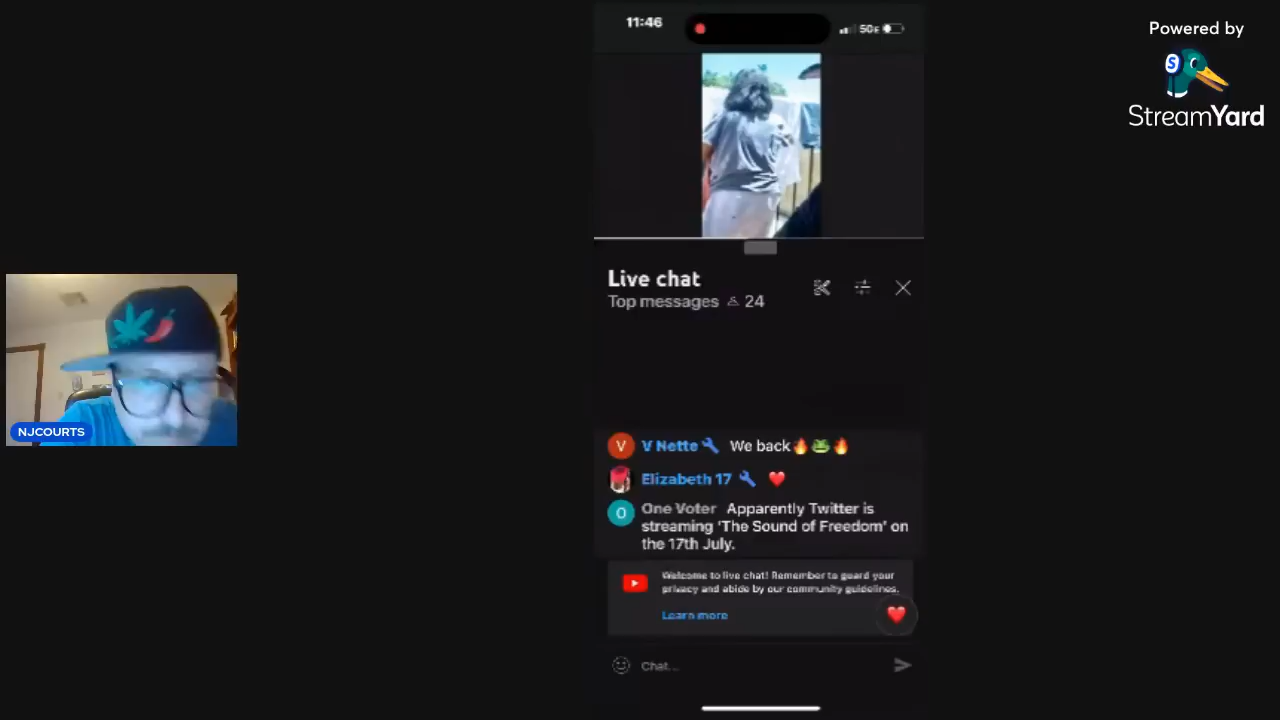 11:46
Powered by
StreamYard
Live chat
Top messages 24
V
V Nette We back🔥🐸🔥
Elizabeth 17 ❤️
O
One Voter Apparently Twitter is
streaming 'The Sound of Freedom' on
the 17th July.
Welcome to live chat! Remember to guard your
privacy and abide by our community guidelines.
Learn more
Chat...
NJCOURTS